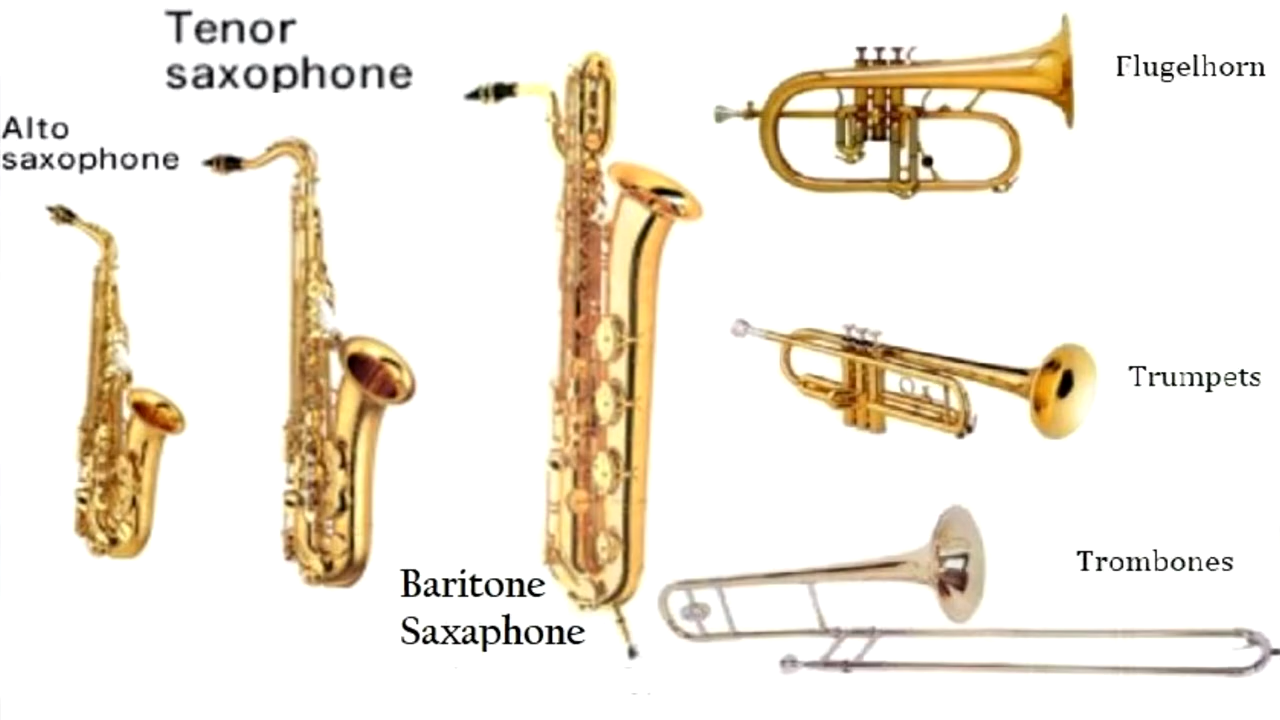 Tenor
saxophone
Alto
saxophone
Flugelhorn
Trumpets
Baritone
Saxaphone
Trombones